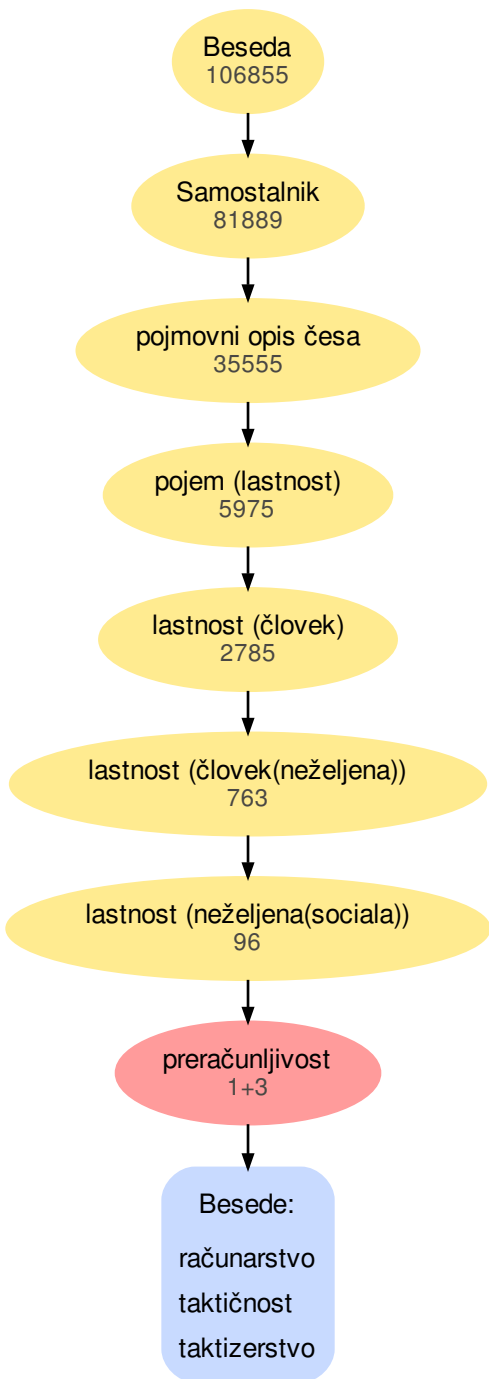 Beseda
106855
Samostalnik
81889
pojmovni opis česa
35555
pojem (lastnost)
5975
lastnost (človek)
2785
lastnost (človek(neželjena))
763
lastnost (neželjena(sociala))
96
preračunljivost
1+3
Besede:
računarstvo
taktičnost
taktizerstvo